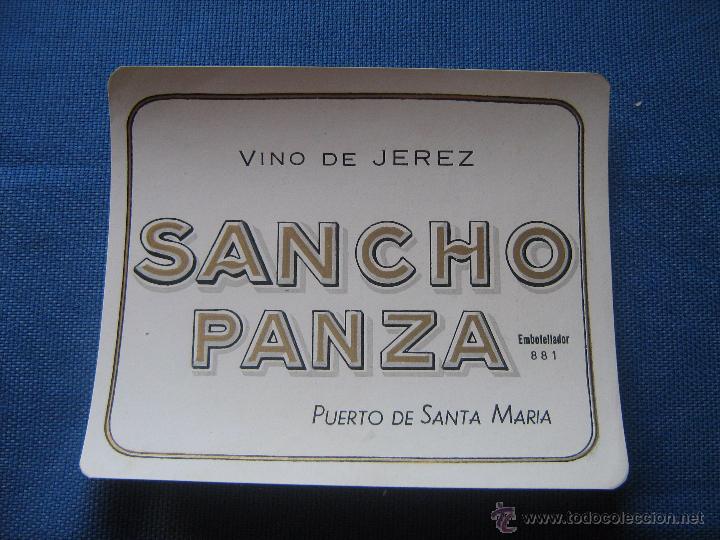 VINO DE JEREZ
SANCHO
PANZA
Embotellador
881
PUERTO DE SANTA MARIA
© www.todocoleccion.net